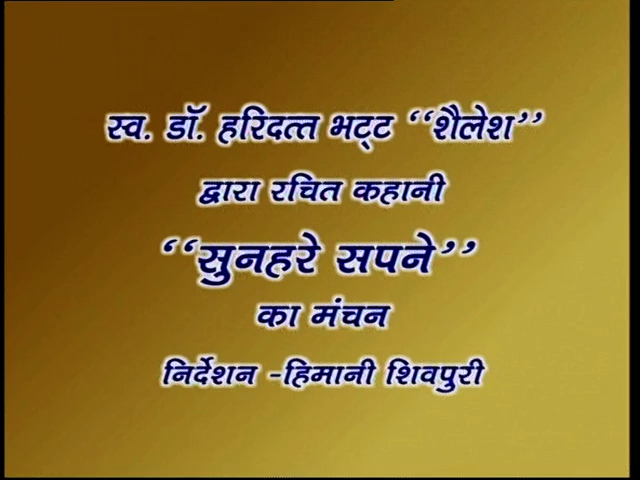 स्व. डॉ. हरिदत्त भट्ट ‘‘शैलेश’’
द्वारा रचित कहानी
‘‘सुनहरे सपने’’
का मंचन
निर्देशन -हिमानी शिवपुरी